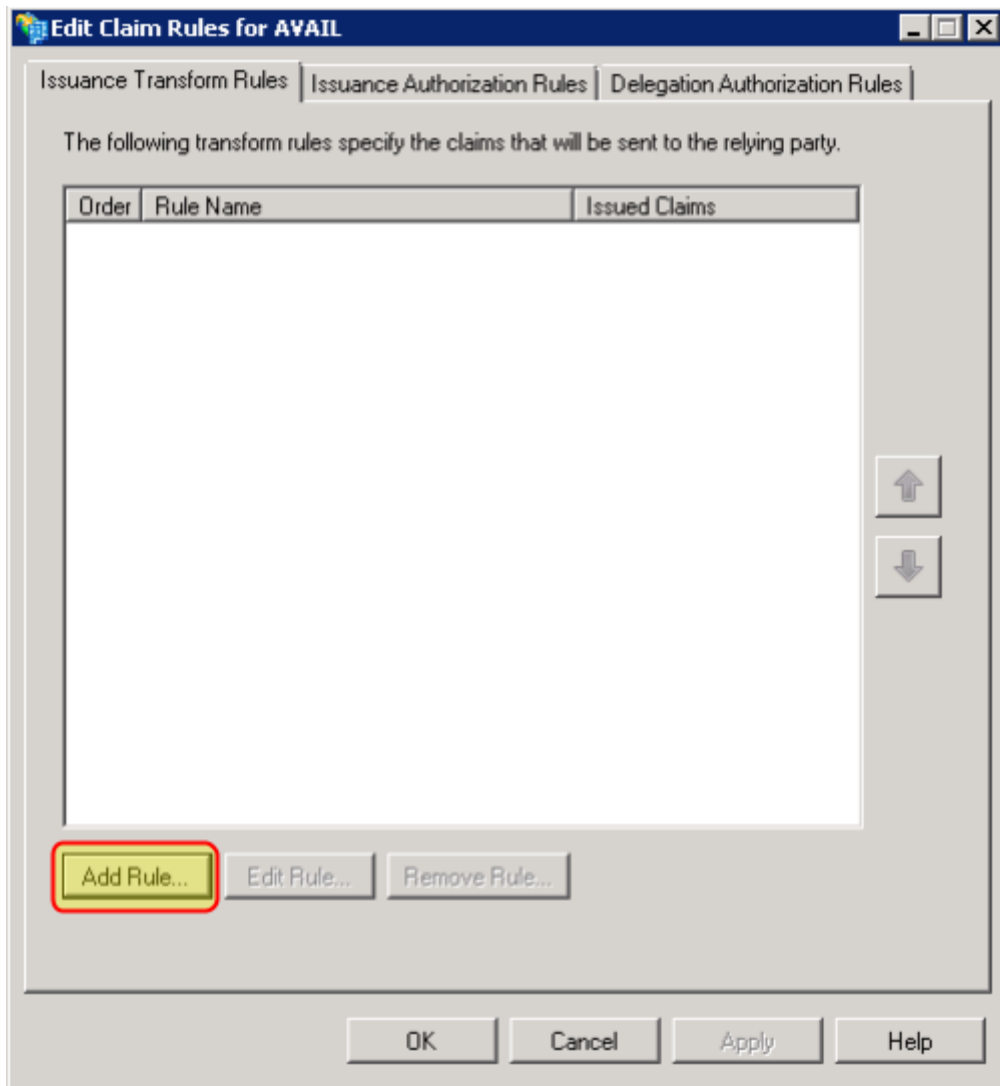 Edit Claim Rules for AVAIL
Issuance Transform Rules Issuance Authorization Rules Delegation Authorization Rules
The following transform rules specify the claims that will be sent to the relying party.
Order Rule Name Issued Claims
Add Rule... Edit Rule... Remove Rule...
OK Cancel Apply Help